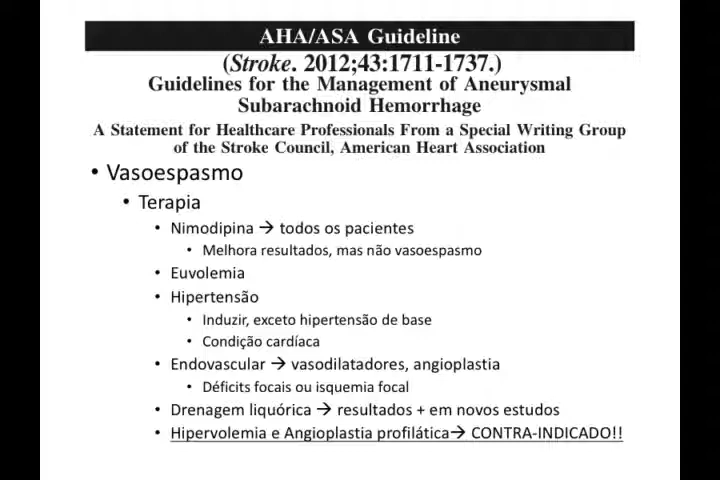 AHA/ASA Guideline
(Stroke. 2012;43:1711-1737.)
Guidelines for the Management of Aneurysmal
Subarachnoid Hemorrhage
A Statement for Healthcare Professionals From a Special Writing Group
of the Stroke Council, American Heart Association
• Vasoespasmo
• Terapia
• Nimodipina → todos os pacientes
• Melhora resultados, mas não vasoespasmo
• Euvolemia
• Hipertensão
• Induzir, exceto hipertensão de base
• Condição cardíaca
• Endovascular → vasodilatadores, angioplastia
• Déficits focais ou isquemia focal
• Drenagem liquórica → resultados + em novos estudos
• Hipervolemia e Angioplastia profilática→ CONTRA-INDICADO!!